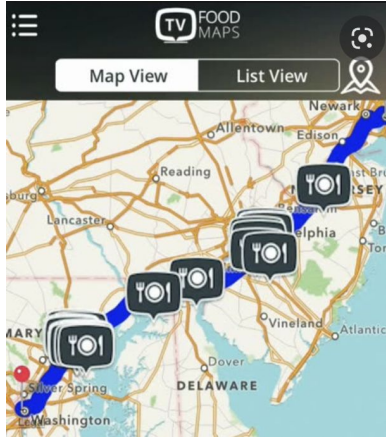 TV FOOD
MAPS
Map View
List View
Newark
Allentown
Edison
Reading
Lancaster
elphia
Vineland
Atlantic
Dover
DELAWARE
MARY
Silver Spring
Washington